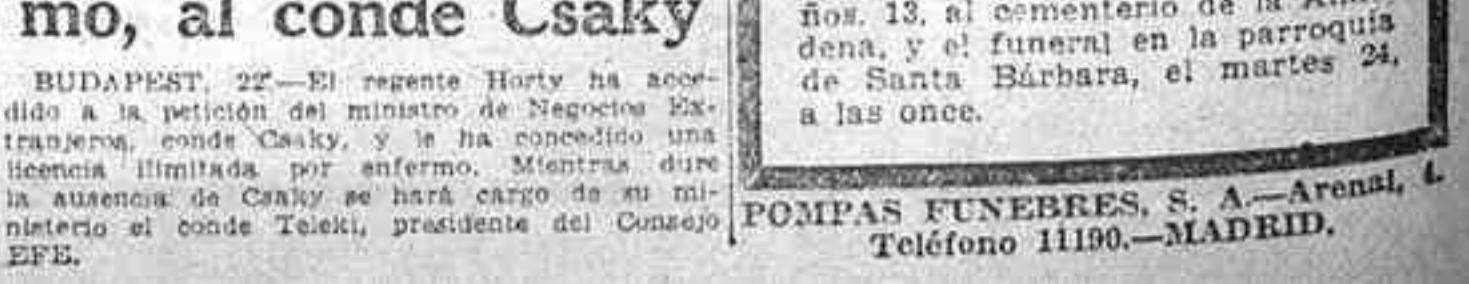 mo, al conde Csaky
BUDAPEST, 22.—El regente Horty ha acce-
dido a la petición del ministro de Negocios Ex-
tranjeros, conde Csaky, y le ha concedido una
licencia ilimitada por enfermo. Mientras dure
la ausencia de Csaky se hará cargo de su mi-
nisterio el conde Teleki, presidente del Consejo
EFE.
ños, 13, al cementerio de la
dena, y el funeral en la parroquia
de Santa Bárbara, el martes 24,
a las once.
POMPAS FUNEBRES, S. A.—Arenal, 4.
Teléfono 11190.—MADRID.